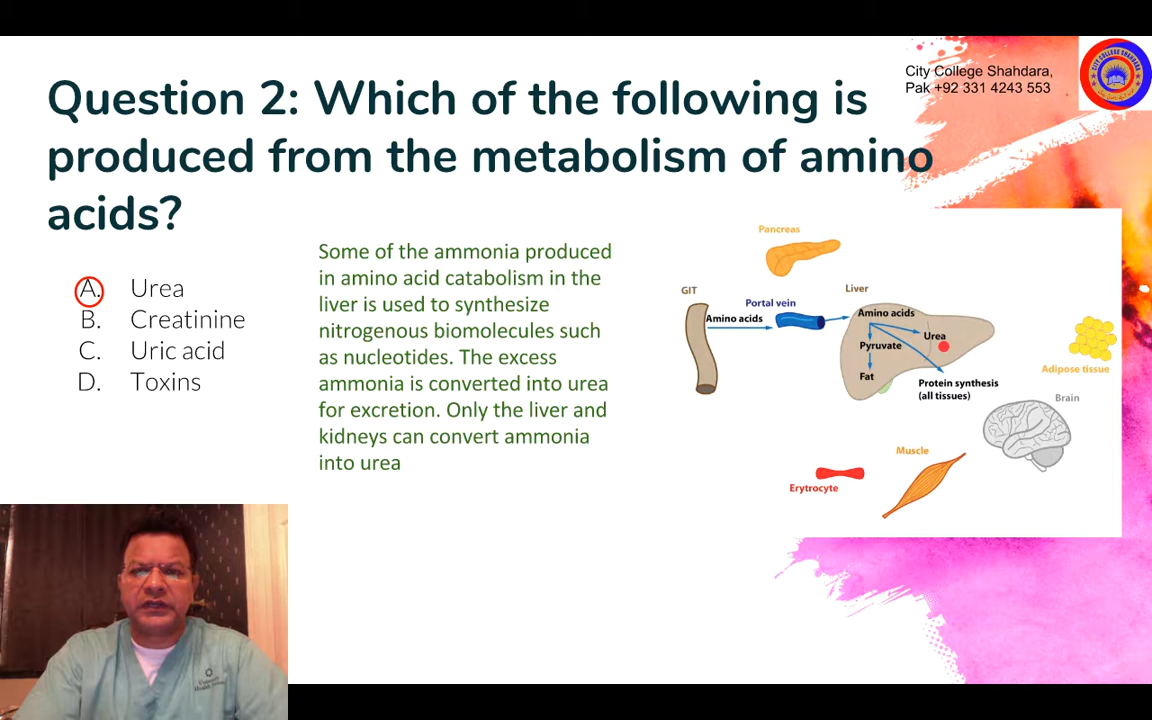 City College Shahdara,
Pak +92 331 4243 553
CITY COLLEGE SHAHDARA
Question 2: Which of the following is
produced from the metabolism of amino
acids?
A. Urea
B. Creatinine
C. Uric acid
D. Toxins
Some of the ammonia produced
in amino acid catabolism in the
liver is used to synthesize
nitrogenous biomolecules such
as nucleotides. The excess
ammonia is converted into urea
for excretion. Only the liver and
kidneys can convert ammonia
into urea
Pancreas
GIT
Liver
Portal vein
Amino acids
Amino acids
Urea
Pyruvate
Fat
Protein synthesis
(all tissues)
Adipose tissue
Brain
Muscle
Erytrocyte